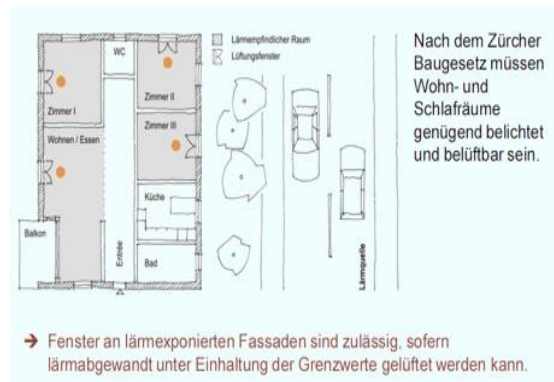 WC
Zimmer I
Zimmer II
Zimmer III
Wohnen / Essen
Küche
Balkon
Entrée
Bad
Lärmempfindlicher Raum
Lüftungsfenster
Lärmquelle
Nach dem Zürcher
Baugesetz müssen
Wohn- und
Schlafräume
genügend belichtet
und belüftbar sein.
→ Fenster an lärmexponierten Fassaden sind zulässig, sofern
lärmabgewandt unter Einhaltung der Grenzwerte gelüftet werden kann.